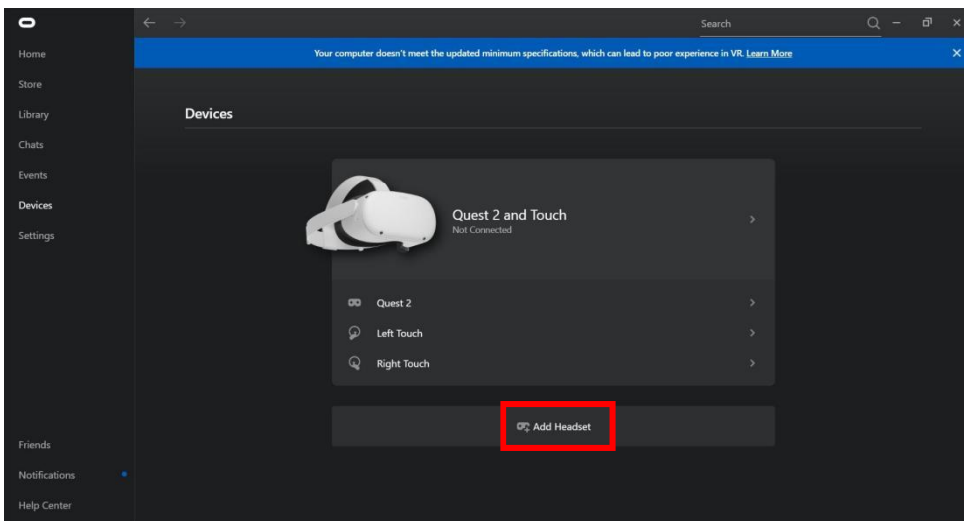 Search
Home
Your computer doesn't meet the updated minimum specifications, which can lead to poor experience in VR. Learn More
Store
Library
Devices
Chats
Events
Devices
Settings
Quest 2 and Touch
Not Connected
Quest 2
Left Touch
Right Touch
Add Headset
Friends
Notifications
Help Center